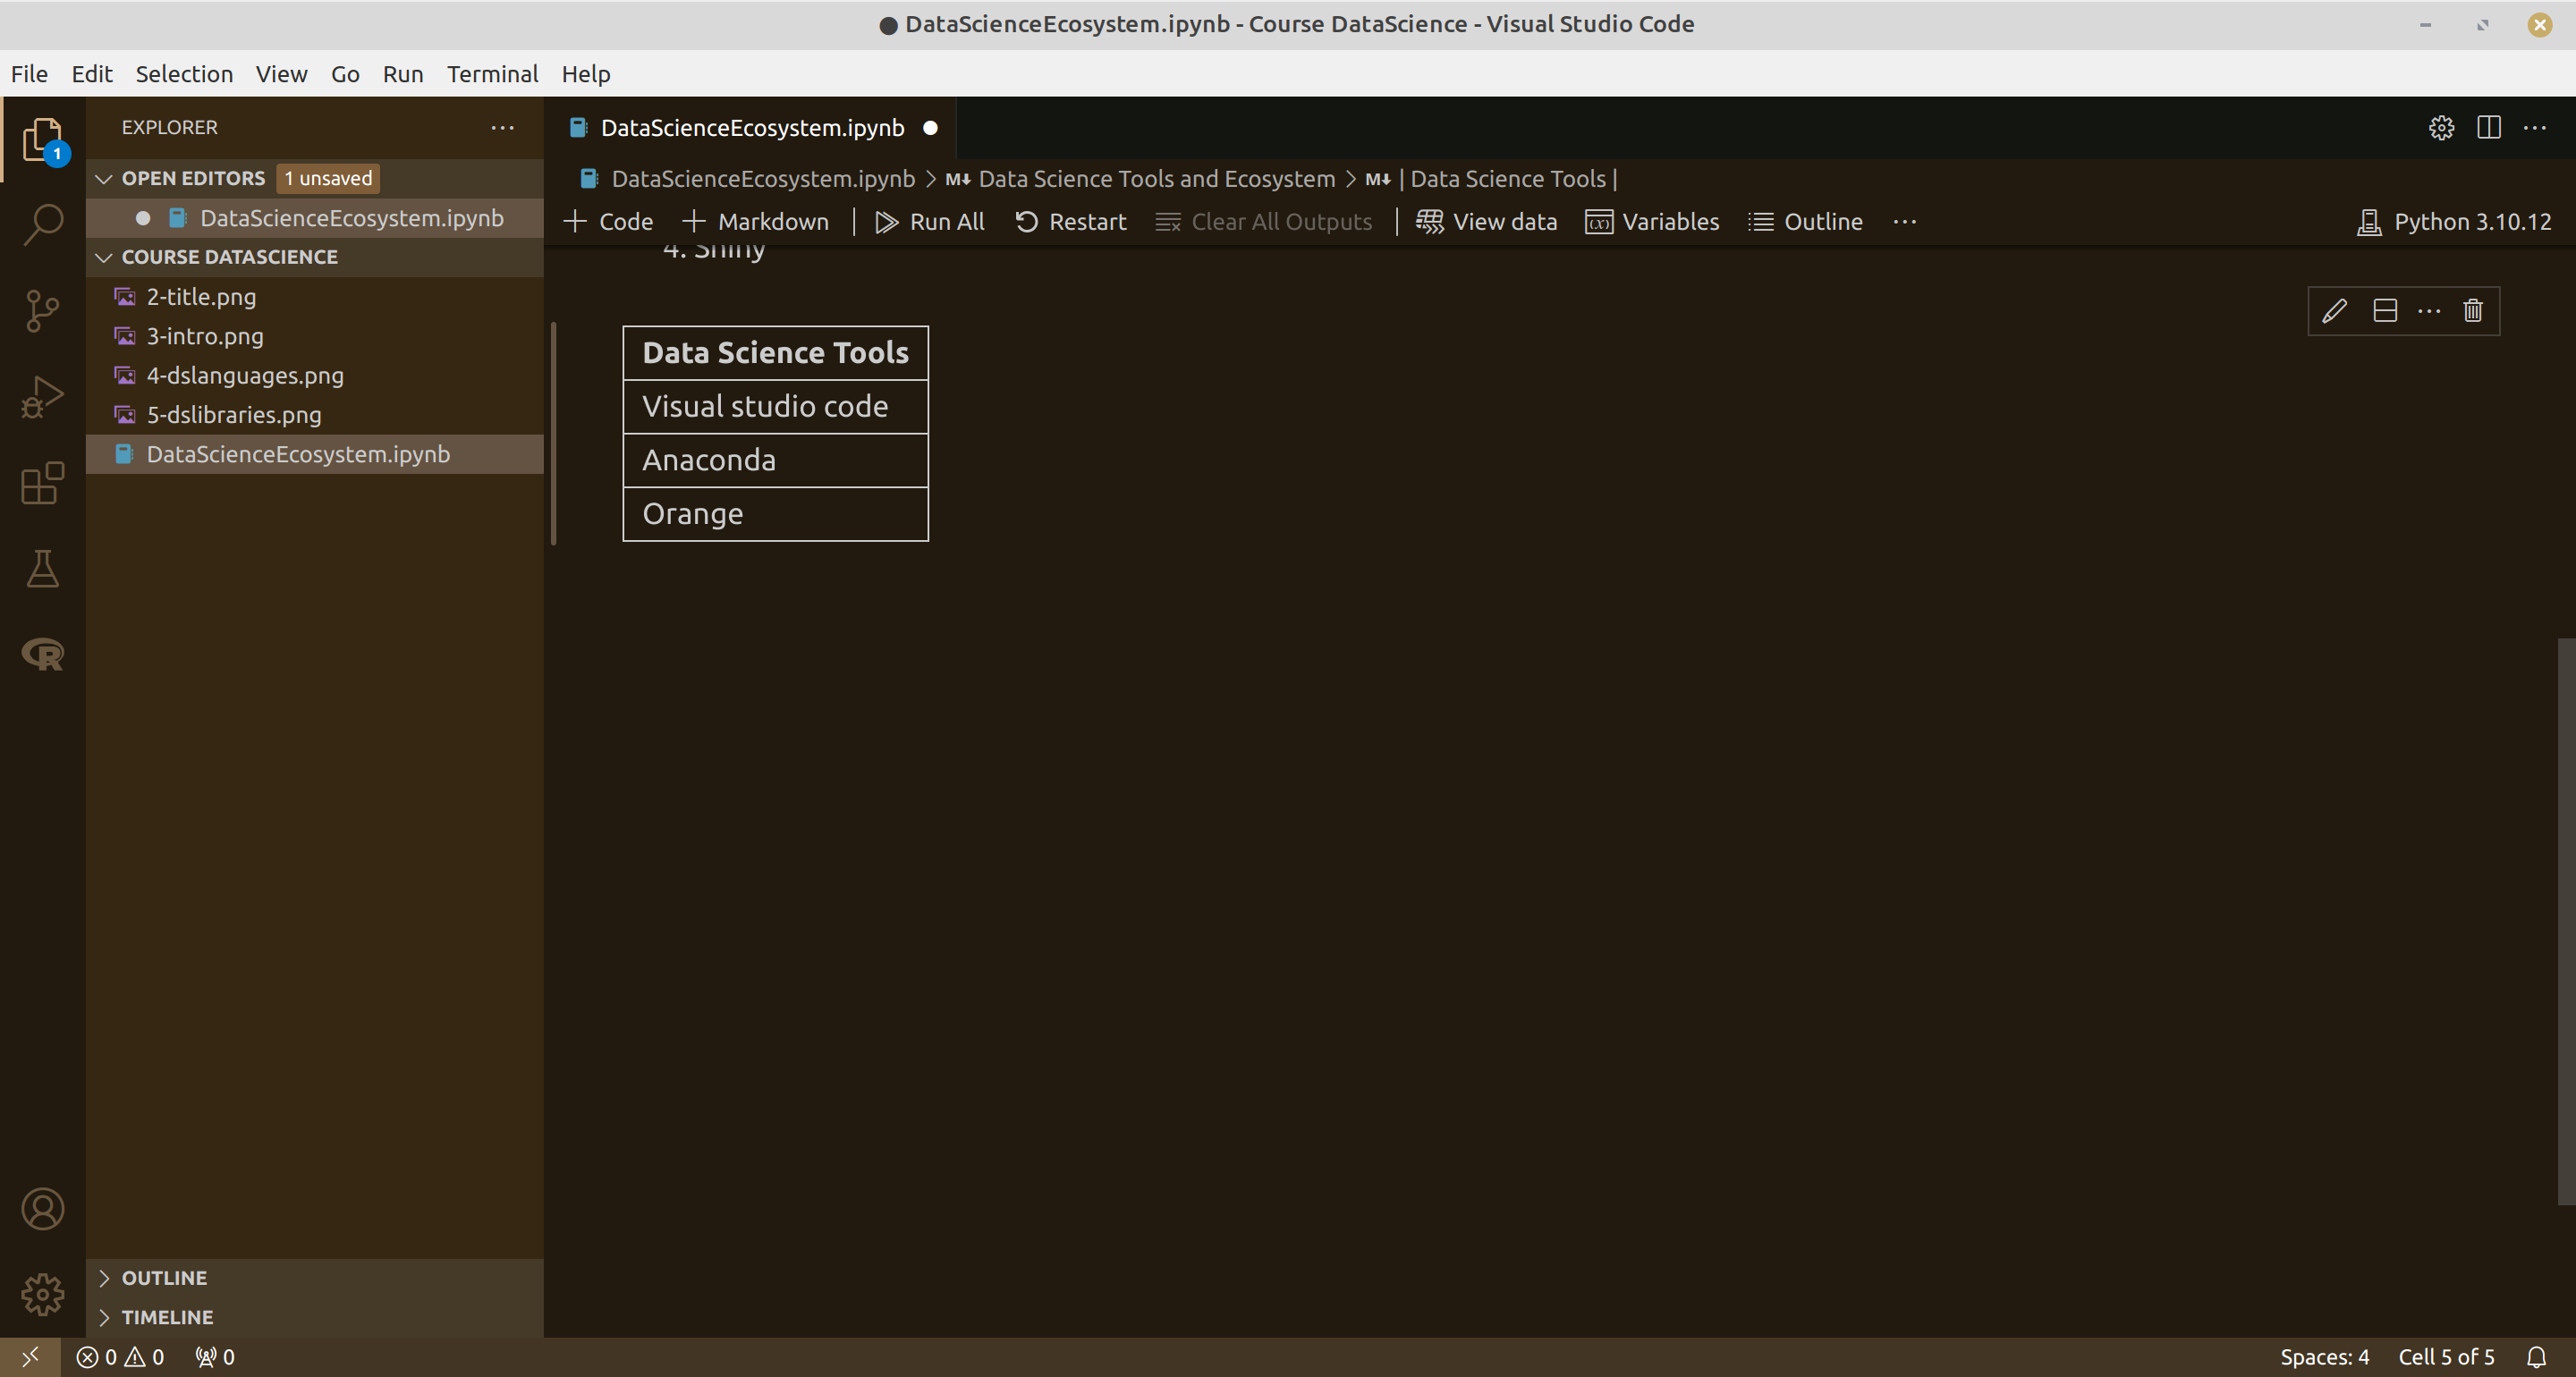 DataScienceEcosystem.ipynb - Course DataScience - Visual Studio Code
File Edit Selection View Go Run Terminal Help
EXPLORER
OPEN EDITORS 1 unsaved
DataScienceEcosystem.ipynb
COURSE DATASCIENCE
2-title.png
3-intro.png
4-dslanguages.png
5-dslibraries.png
DataScienceEcosystem.ipynb
OUTLINE
TIMELINE
1
DataScienceEcosystem.ipynb
DataScienceEcosystem.ipynb > M↓ Data Science Tools and Ecosystem > M↓ | Data Science Tools |
+ Code + Markdown | Run All Restart Clear All Outputs | View data (x) Variables Outline ···
Python 3.10.12
4. Shiny
Data Science Tools
Visual studio code
Anaconda
Orange
R
0 0 0
Spaces: 4 Cell 5 of 5